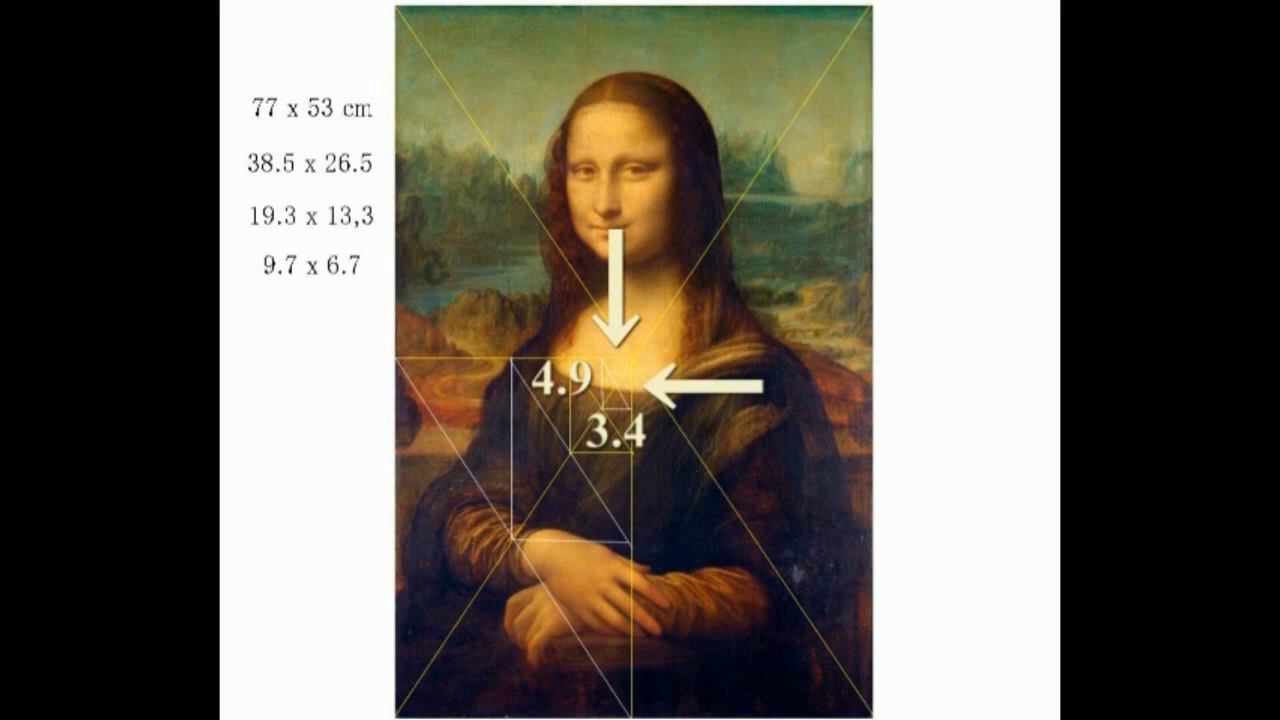 77 x 53 cm
38.5 x 26.5
19.3 x 13,3
9.7 x 6.7
4.9
3.4